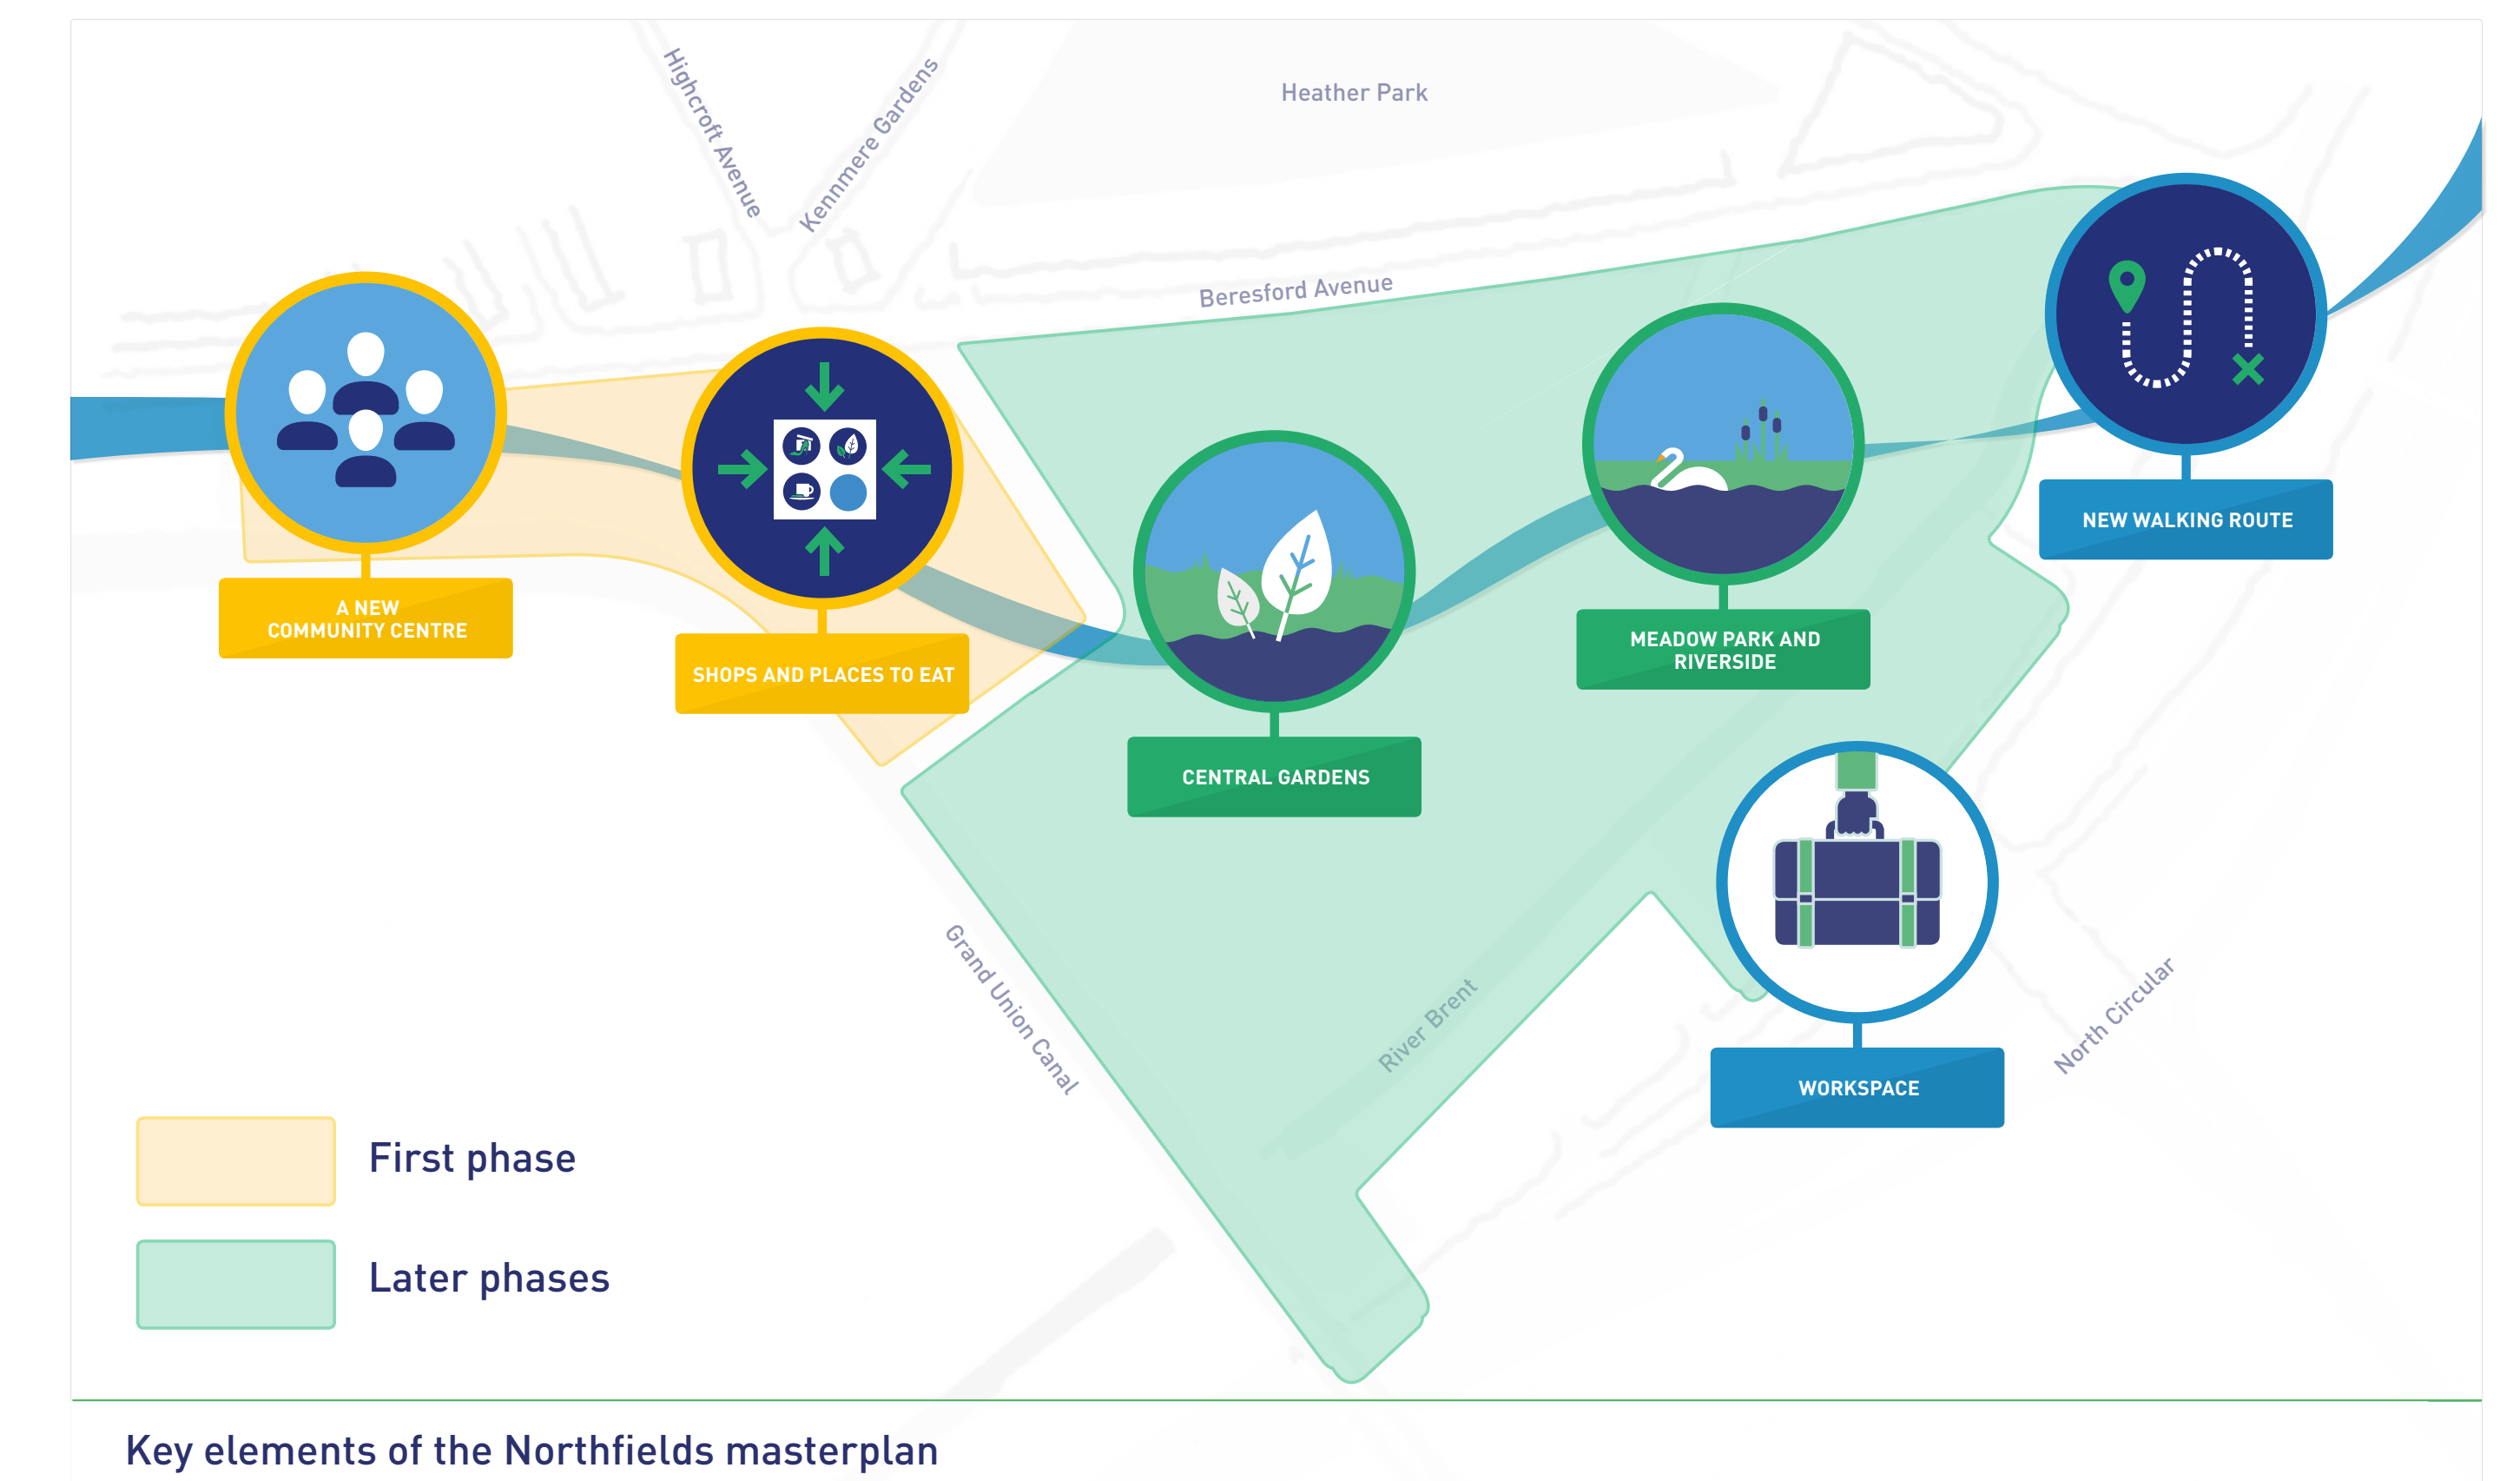 Highcroft Avenue
Kenmere Gardens
Heather Park
Beresford Avenue
A NEW
COMMUNITY CENTRE
SHOPS AND PLACES TO EAT
CENTRAL GARDENS
MEADOW PARK AND
RIVERSIDE
NEW WALKING ROUTE
WORKSPACE
Grand Union Canal
River Brent
North Circular
First phase
Later phases
Key elements of the Northfields masterplan